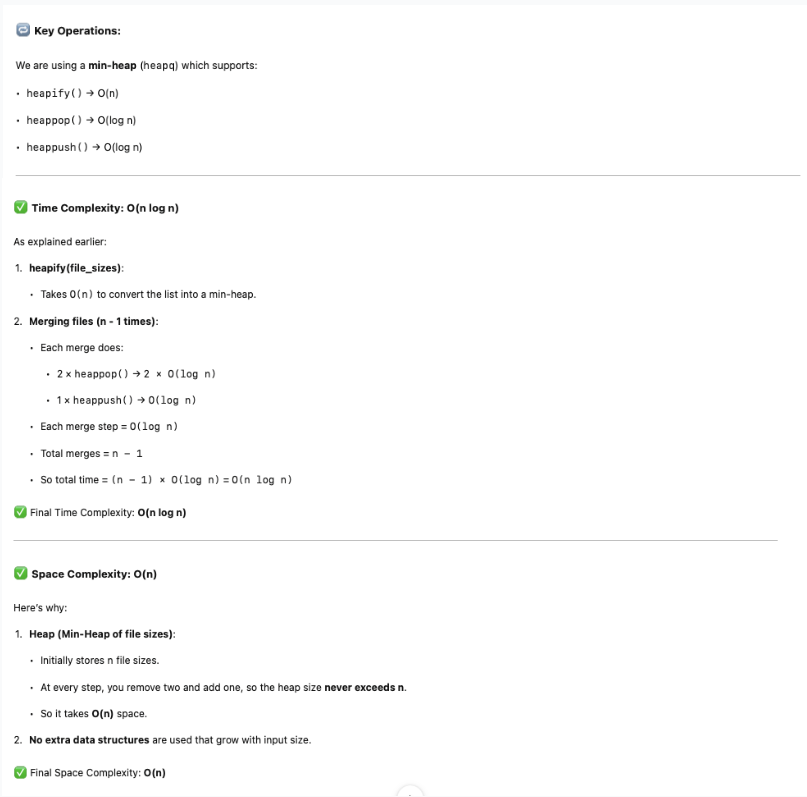 🔁 Key Operations:
We are using a min-heap (heapq) which supports:
• heapify() → O(n)
• heappop() → O(log n)
• heappush() → O(log n)
✅ Time Complexity: O(n log n)
As explained earlier:
1. heapify(file_sizes):
• Takes O(n) to convert the list into a min-heap.
2. Merging files (n - 1 times):
• Each merge does:
• 2 × heappop() → 2 × O(log n)
• 1 × heappush() → O(log n)
• Each merge step = O(log n)
• Total merges = n − 1
• So total time = (n − 1) × O(log n) = O(n log n)
✅ Final Time Complexity: O(n log n)
✅ Space Complexity: O(n)
Here's why:
1. Heap (Min-Heap of file sizes):
• Initially stores n file sizes.
• At every step, you remove two and add one, so the heap size never exceeds n.
• So it takes O(n) space.
2. No extra data structures are used that grow with input size.
✅ Final Space Complexity: O(n)